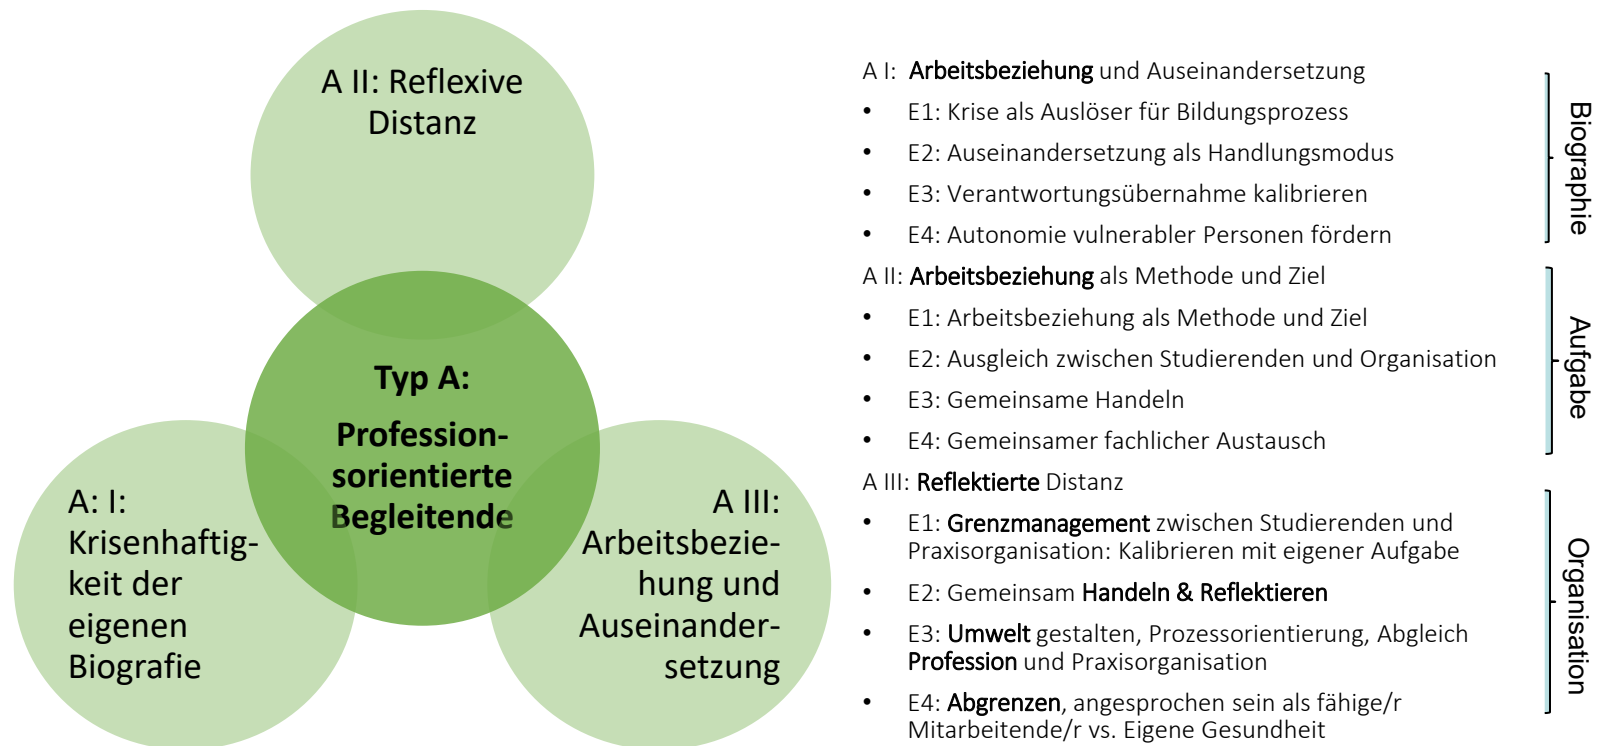 A II: Reflexive
Distanz
Typ A:
Profession-
sorientierte
Begleitende
A: I:
Krisenhaftig-
keit der
eigenen
Biografie
A III:
Arbeitsbezie-
hung und
Auseinander-
setzung
A I: Arbeitsbeziehung und Auseinandersetzung
• E1: Krise als Auslöser für Bildungsprozess
• E2: Auseinandersetzung als Handlungsmodus
• E3: Verantwortungsübernahme kalibrieren
• E4: Autonomie vulnerabler Personen fördern
Biographie
A II: Arbeitsbeziehung als Methode und Ziel
• E1: Arbeitsbeziehung als Methode und Ziel
• E2: Ausgleich zwischen Studierenden und Organisation
• E3: Gemeinsame Handeln
• E4: Gemeinsamer fachlicher Austausch
Aufgabe
A III: Reflektierte Distanz
• E1: Grenzmanagement zwischen Studierenden und
Praxisorganisation: Kalibrieren mit eigener Aufgabe
• E2: Gemeinsam Handeln & Reflektieren
• E3: Umwelt gestalten, Prozessorientierung, Abgleich
Profession und Praxisorganisation
• E4: Abgrenzen, angesprochen sein als fähige/r
Mitarbeitende/r vs. Eigene Gesundheit
Organisation